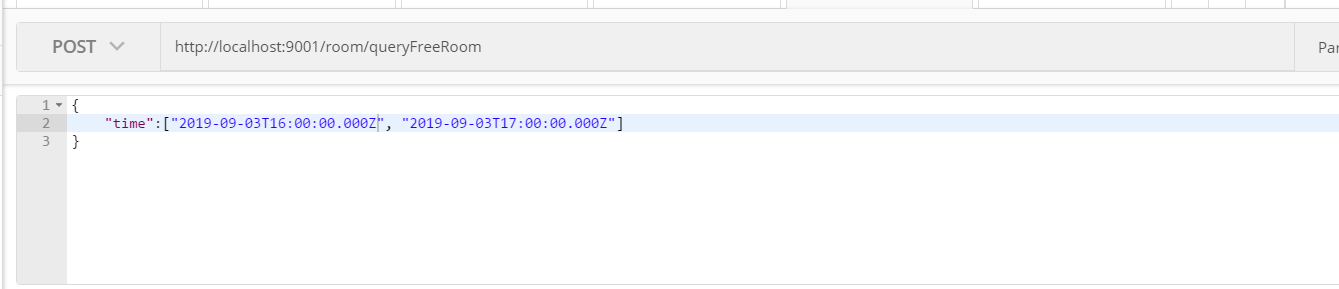 POST http://localhost:9001/room/queryFreeRoom
1 {
2 "time":["2019-09-03T16:00:00.000Z", "2019-09-03T17:00:00.000Z"]
3 }